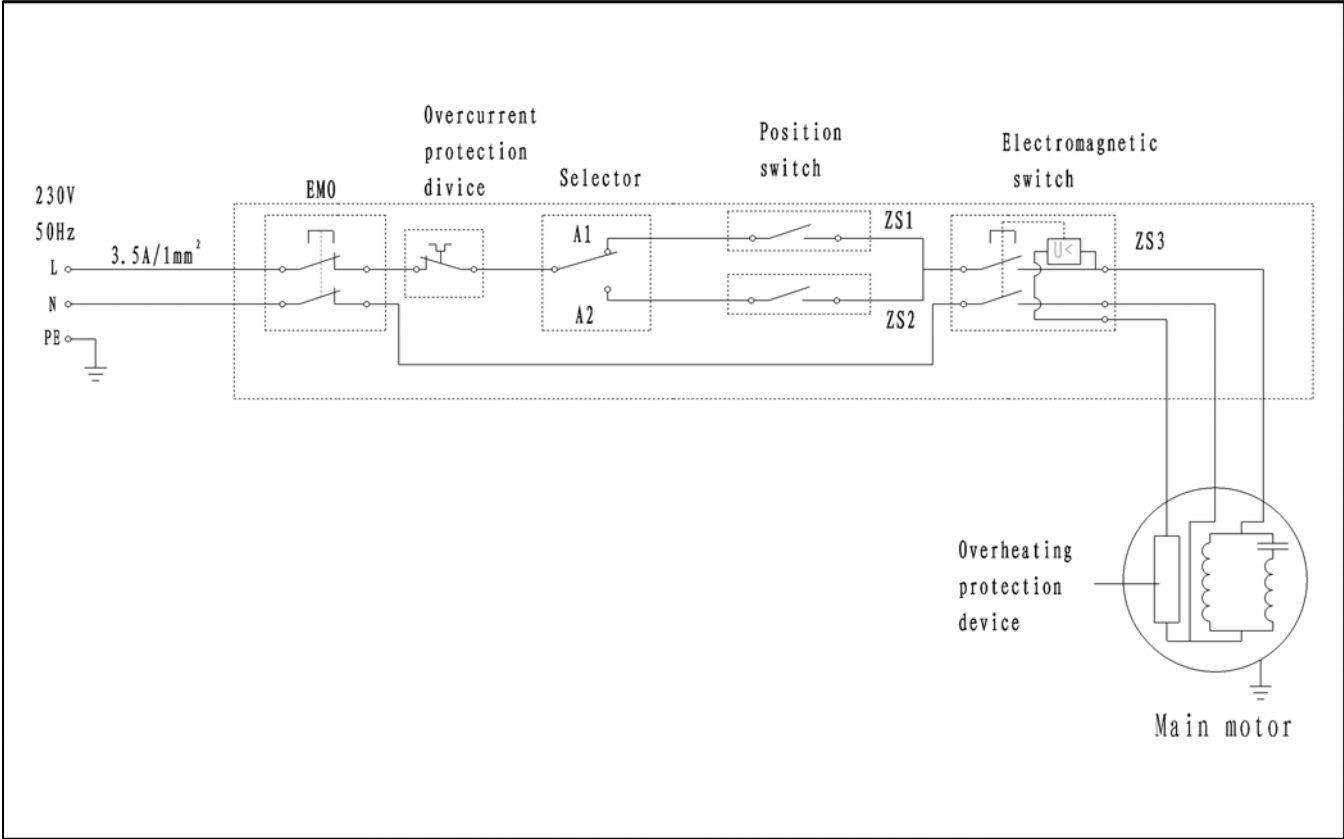 Overcurrent
protection
divice
Position
switch
Electromagnetic
switch
Selector
EMO
230V
50Hz
L
3.5A/1mm²
N
PE
A1
A2
ZS1
ZS2
U<
ZS3
Overheating
protection
device
Main motor